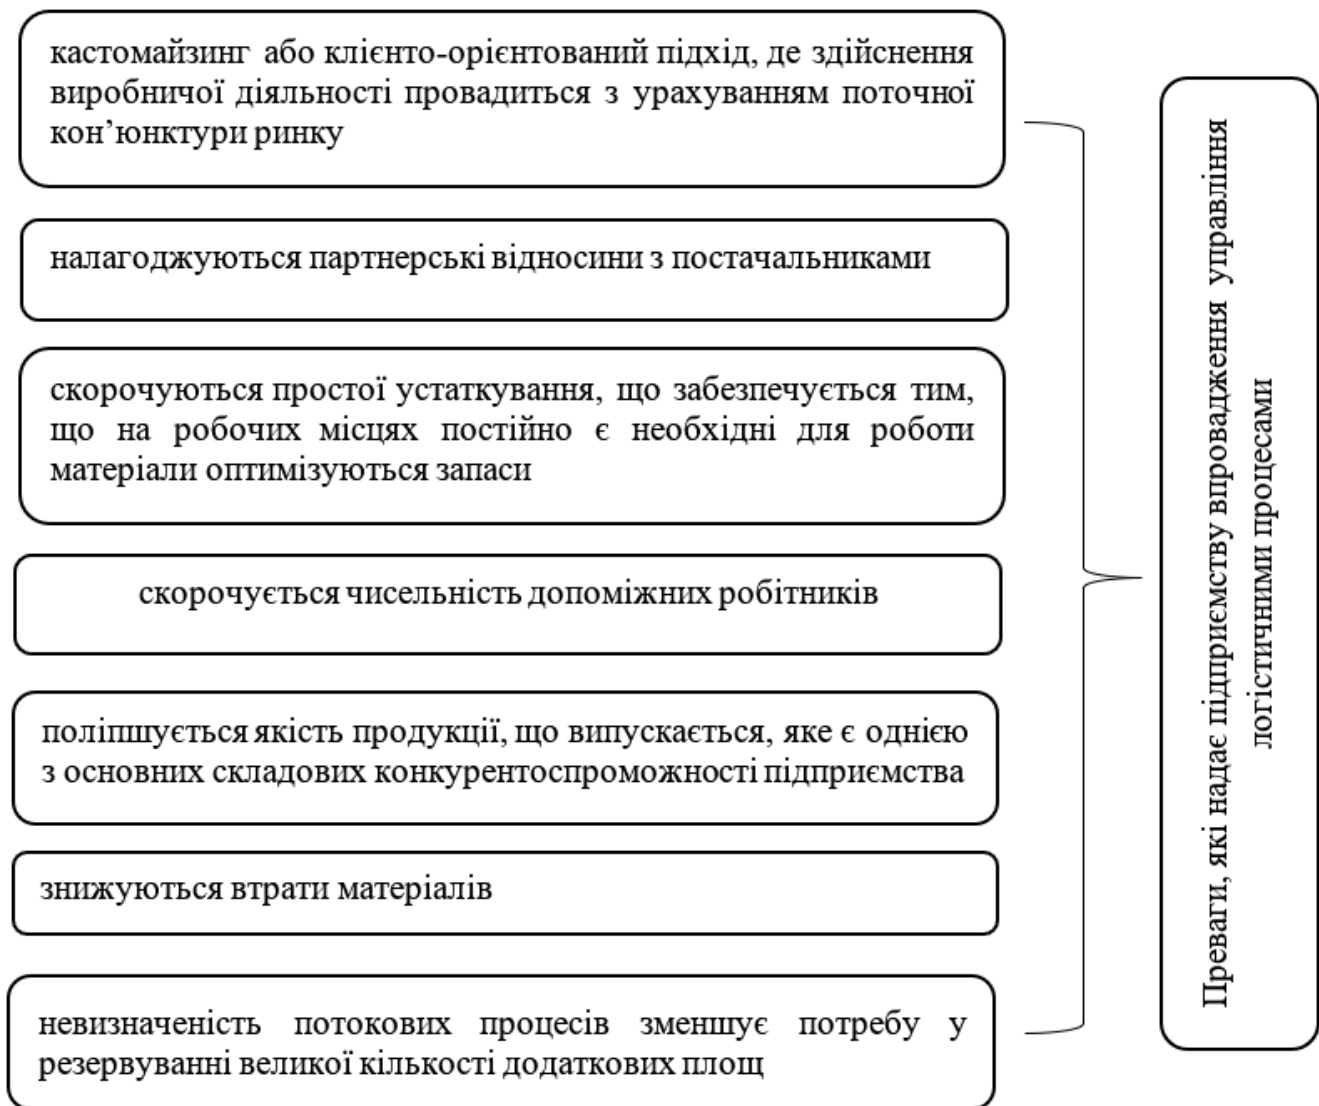 кастомайзинг або клієнто-орієнтований підхід, де здійснення
виробничої діяльності провадиться з урахуванням поточної
кон’юнктури ринку
налагоджуються партнерські відносини з постачальниками
скорочуються простої устаткування, що забезпечується тим,
що на робочих місцях постійно є необхідні для роботи
матеріали оптимізуються запаси
скорочується чисельність допоміжних робітників
поліпшується якість продукції, що випускається, яке є однією
з основних складових конкурентоспроможності підприємства
знижуються втрати матеріалів
невизначеність потокових процесів зменшує потребу у
резервуванні великої кількості додаткових площ
Преваги, які надає підприємству впровадження управління
логістичними процесами